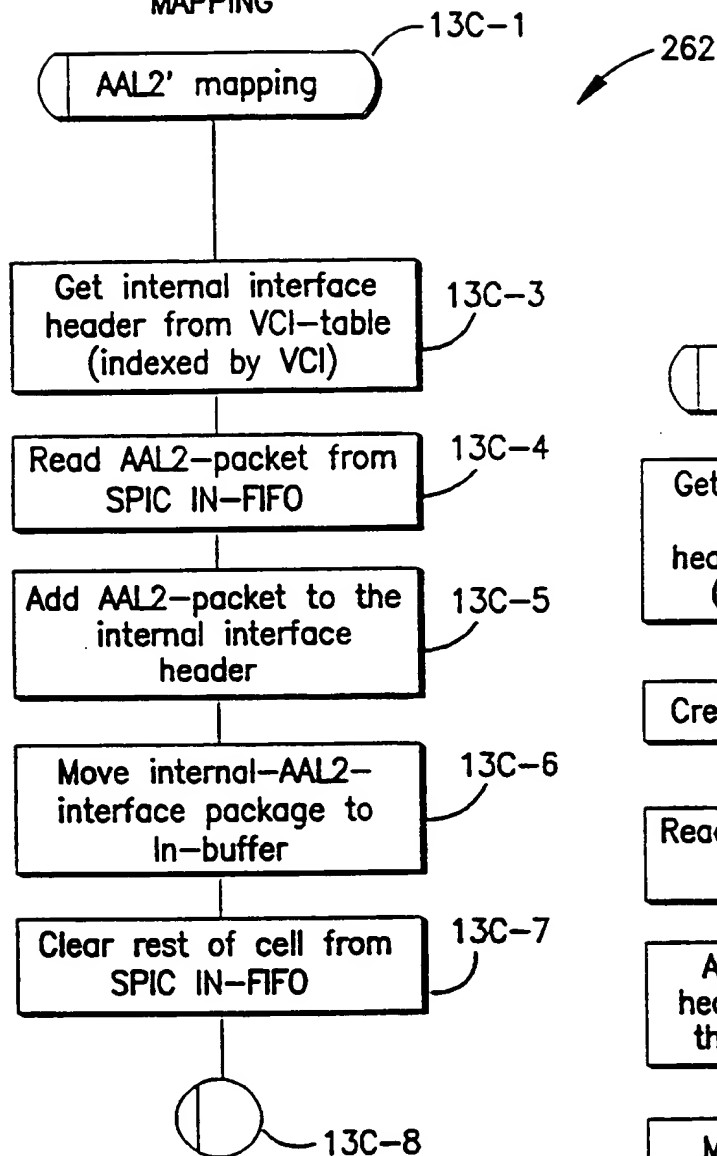 MAPPING
13C-1
262
AAL2' mapping
Get internal interface
header from VCI-table
(indexed by VCI)
13C-3
Read AAL2-packet from
SPIC IN-FIFO
13C-4
Add AAL2-packet to the
internal interface
header
13C-5
Move internal-AAL2-
interface package to
In-buffer
13C-6
Clear rest of cell from
SPIC IN-FIFO
13C-7
13C-8
Get
hea
(
Cre
Read
A
hea
th
M